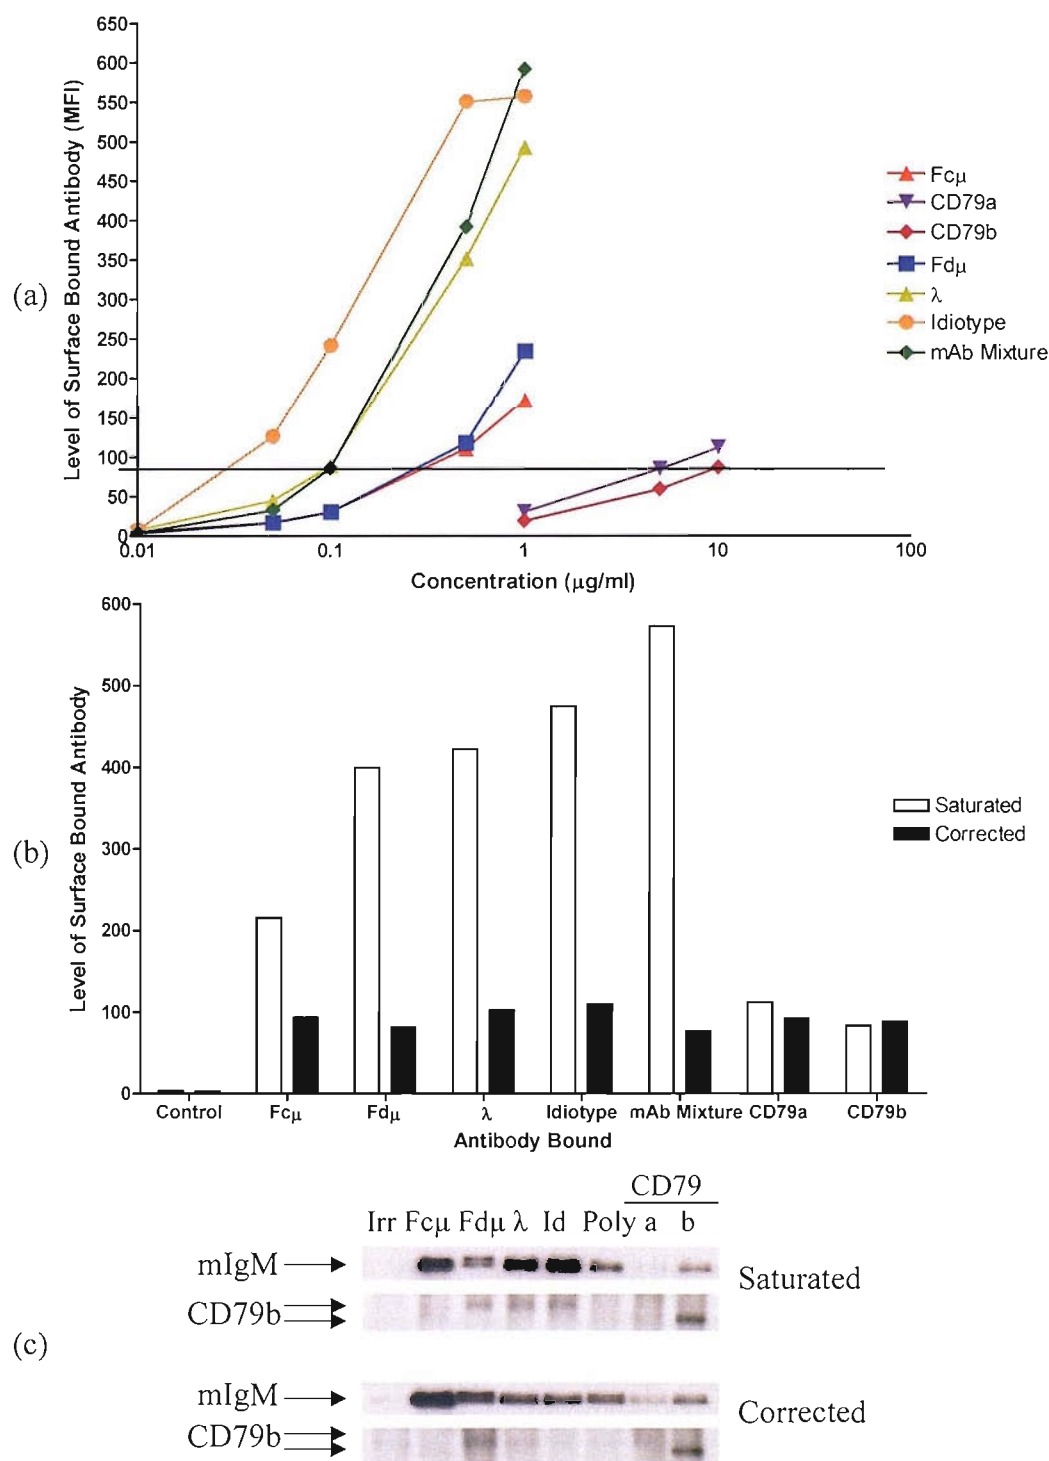 (a)
Level of Surface Bound Antibody (MFI)
650
600
550
500
450
400
350
300
250
200
150
100
50
0
0.01 0.1 1 10 100
Concentration (μg/ml)
Fcμ
CD79a
CD79b
Fdμ
λ
Idiotype
mAb Mixture
(b)
Level of Surface Bound Antibody
600
500
400
300
200
100
0
Control Fcμ Fdμ λ Idiotype mAb Mixture CD79a CD79b
Antibody Bound
Saturated
Corrected
(c)
CD79
Irr Fcμ Fdμ λ Id Poly a b
mIgM
Saturated
CD79b
mIgM
Corrected
CD79b